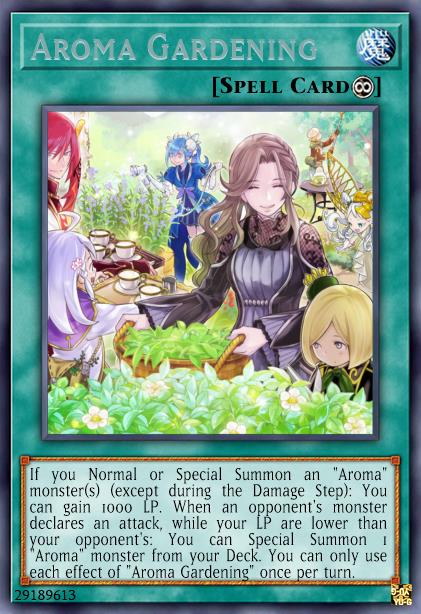 AROMA GARDENING
魔
[SPELL CARD]
If you Normal or Special Summon an "Aroma"
monster(s) (except during the Damage Step): You
can gain 1000 LP. When an opponent's monster
declares an attack, while your LP are lower than
your opponent's: You can Special Summon 1
"Aroma" monster from your Deck. You can only use
each effect of "Aroma Gardening" once per turn.
29189613